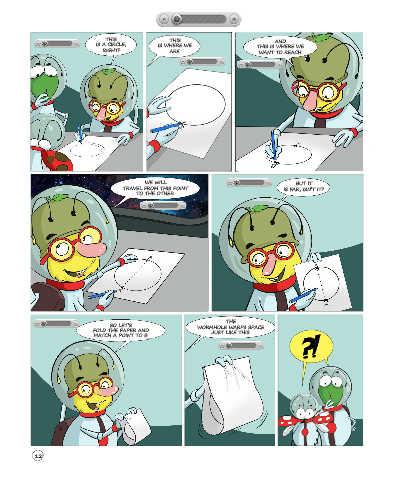 THIS
IS A CIRCLE,
RIGHT?
THIS
IS WHERE WE
ARE
AND
THIS IS WHERE WE
WANT TO REACH
WE WILL
TRAVEL FROM THIS POINT
TO THE OTHER
BUT IT
IS FAR, ISN'T IT?
SO LET'S
FOLD THE PAPER AND
MATCH A POINT TO B
THE
WORMHOLE WARPS SPACE
JUST LIKE THIS
?!
12